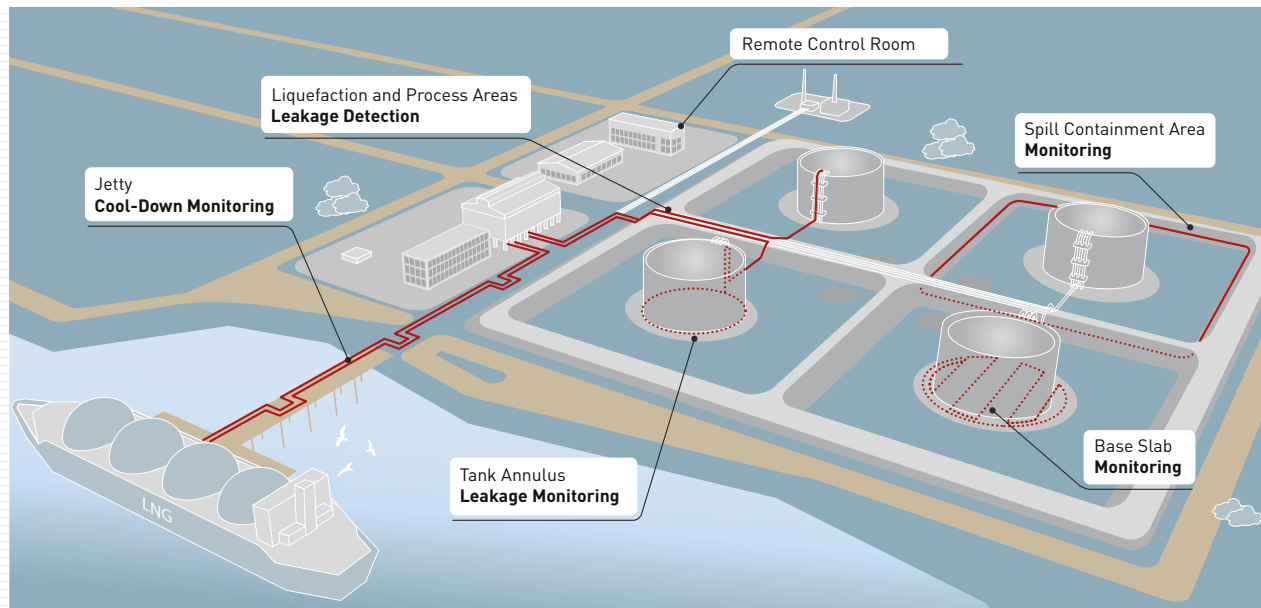 Remote Control Room
Liquefaction and Process Areas
Leakage Detection
Spill Containment Area
Monitoring
Jetty
Cool-Down Monitoring
Base Slab
Monitoring
Tank Annulus
Leakage Monitoring
LNG